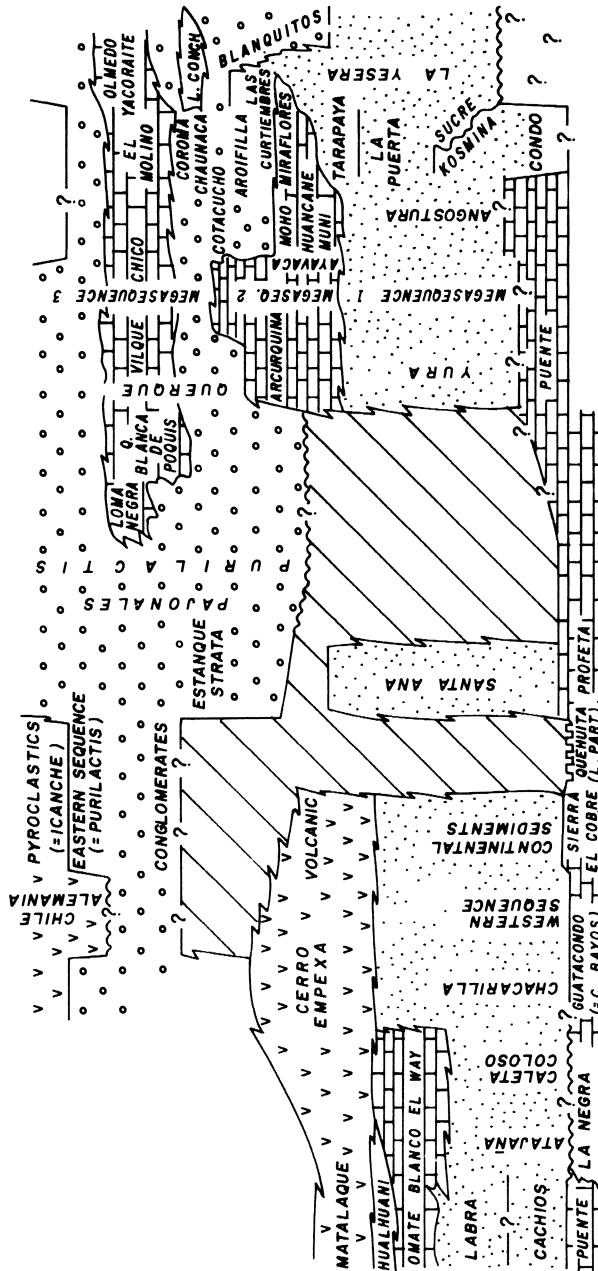 OLMEDO
YACORAITE
EL
MOLINO
L. CONCH
BLANQUITOS
COROMA
CHAUNACA
AROIFILLA
LAS
CURTIEMBRES
COTACUCHO
MOHO
MIRAFLORES
HUANCANE
MUNI
AYAVACA
TARAPAYA
LA YESERA
LA
PUERTA
SUCRE
KOSMINA
CONDO
ANGOSTURA
CHICO
VILQUE
MEGASEQUENCE 3
MEGASEQ. 2
MEGASEQUENCE 1
QUERQUE
ARCURQUINA
YURA
PUENTE
Q.
BLANCA
DE
POQUIS
LOMA
NEGRA
PURILACTIS
PAJONALES
ESTANQUE
STRATA
SANTA ANA
PROFETA
QUEHUITA
PYROCLASTICS
(=ICANCHE)
EASTERN SEQUENCE
(=PURILACTIS)
CONGLOMERATES
CHILE
ALEMANIA
VOLCANIC
CONTINENTAL
SEDIMENTS
SIERRA
EL COBRE (L. PART)
WESTERN
SEQUENCE
CERRO
EMPEXA
CHACARILLA
GUATACONDO
(=C. BAYOS)
CALETA
COLOSO
ATAJAÑA
LA NEGRA
MATALAQUE
HUALHUANI
OMATE BLANCO EL WAY
LABRA
CACHIOS
PUENTE
? ? ? ? ? ? ? ? ? ? ? ? ? ? ? ?